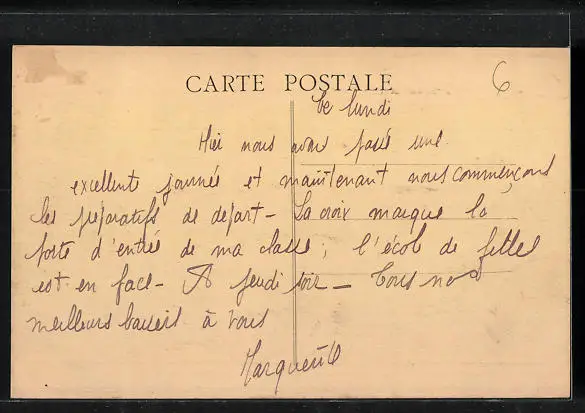 CARTE POSTALE
6
Ce lundi
Hier nous avons passé une
excellente journée et maintenant nous commençons
les préparatifs de départ - La croix marque la
porte d'entrée de ma classe ; l'école de filles
est en face - A jeudi soir - Tous nos
meilleurs baisers à vous
Marguerite